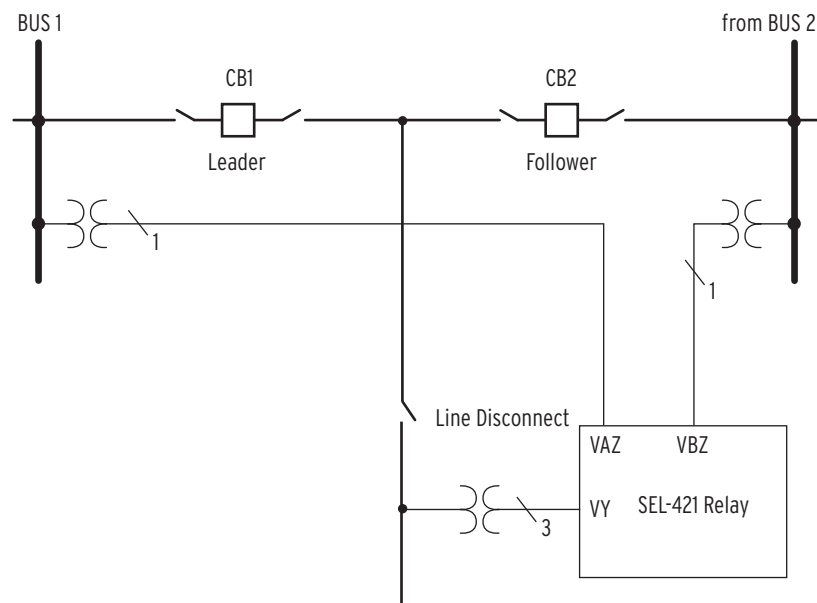 BUS 1
from BUS 2
CB1
CB2
Leader
Follower
1
1
Line Disconnect
VAZ
VBZ
VY
SEL-421 Relay
3